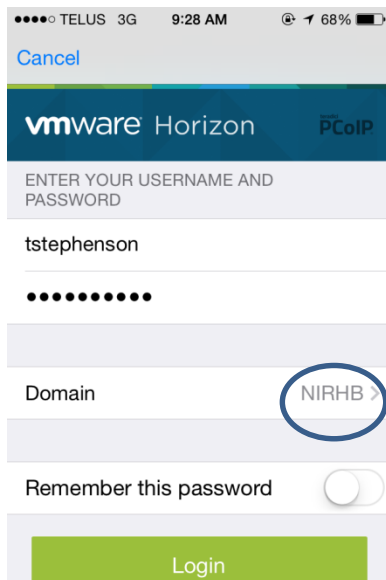 TELUS 3G 9:28 AM 68%
Cancel
vmware Horizon PCoIP
ENTER YOUR USERNAME AND
PASSWORD
tstephenson
••••••••••
Domain NIRHB >
Remember this password
Login